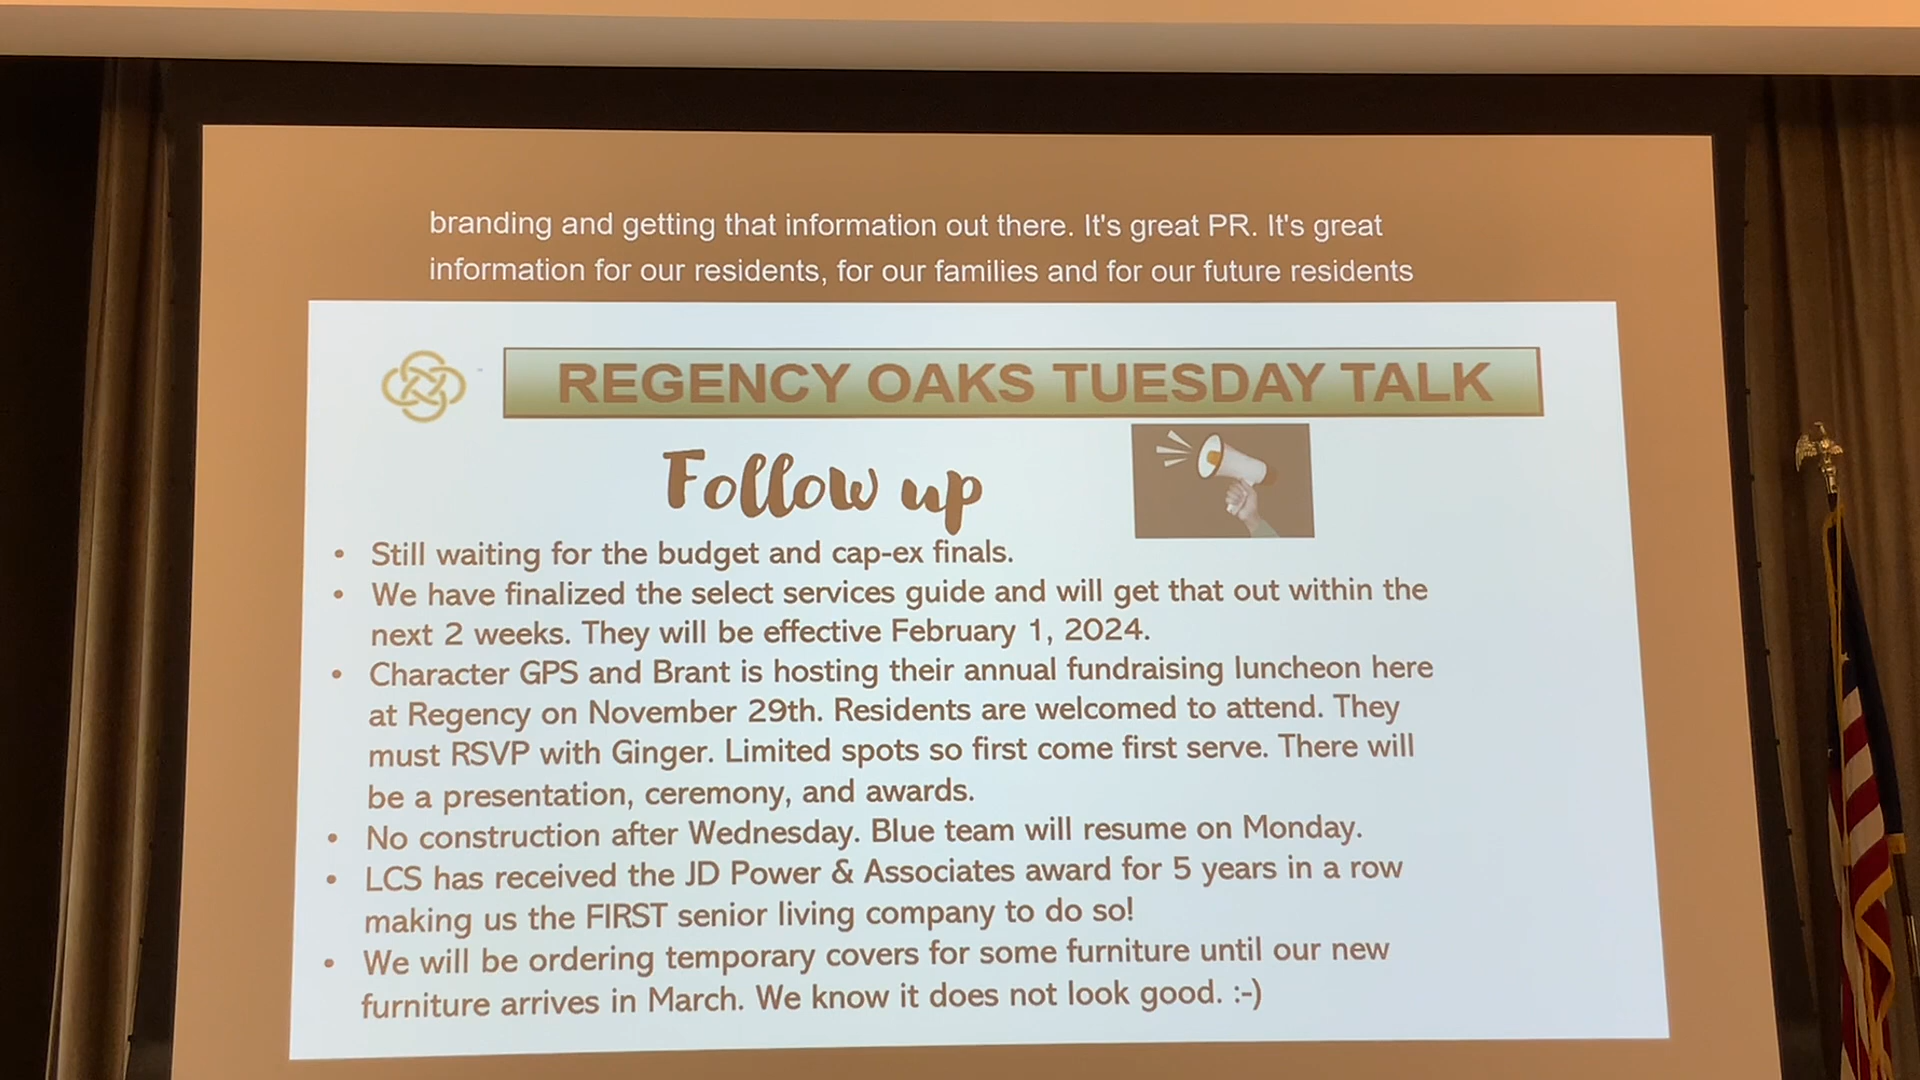 branding and getting that information out there. It's great PR. It's great
information for our residents, for our families and for our future residents
REGENCY OAKS TUESDAY TALK
Follow up
• Still waiting for the budget and cap-ex finals.
• We have finalized the select services guide and will get that out within the
next 2 weeks. They will be effective February 1, 2024.
• Character GPS and Brant is hosting their annual fundraising luncheon here
at Regency on November 29th. Residents are welcomed to attend. They
must RSVP with Ginger. Limited spots so first come first serve. There will
be a presentation, ceremony, and awards.
• No construction after Wednesday. Blue team will resume on Monday.
• LCS has received the JD Power & Associates award for 5 years in a row
making us the FIRST senior living company to do so!
• We will be ordering temporary covers for some furniture until our new
furniture arrives in March. We know it does not look good. :-)